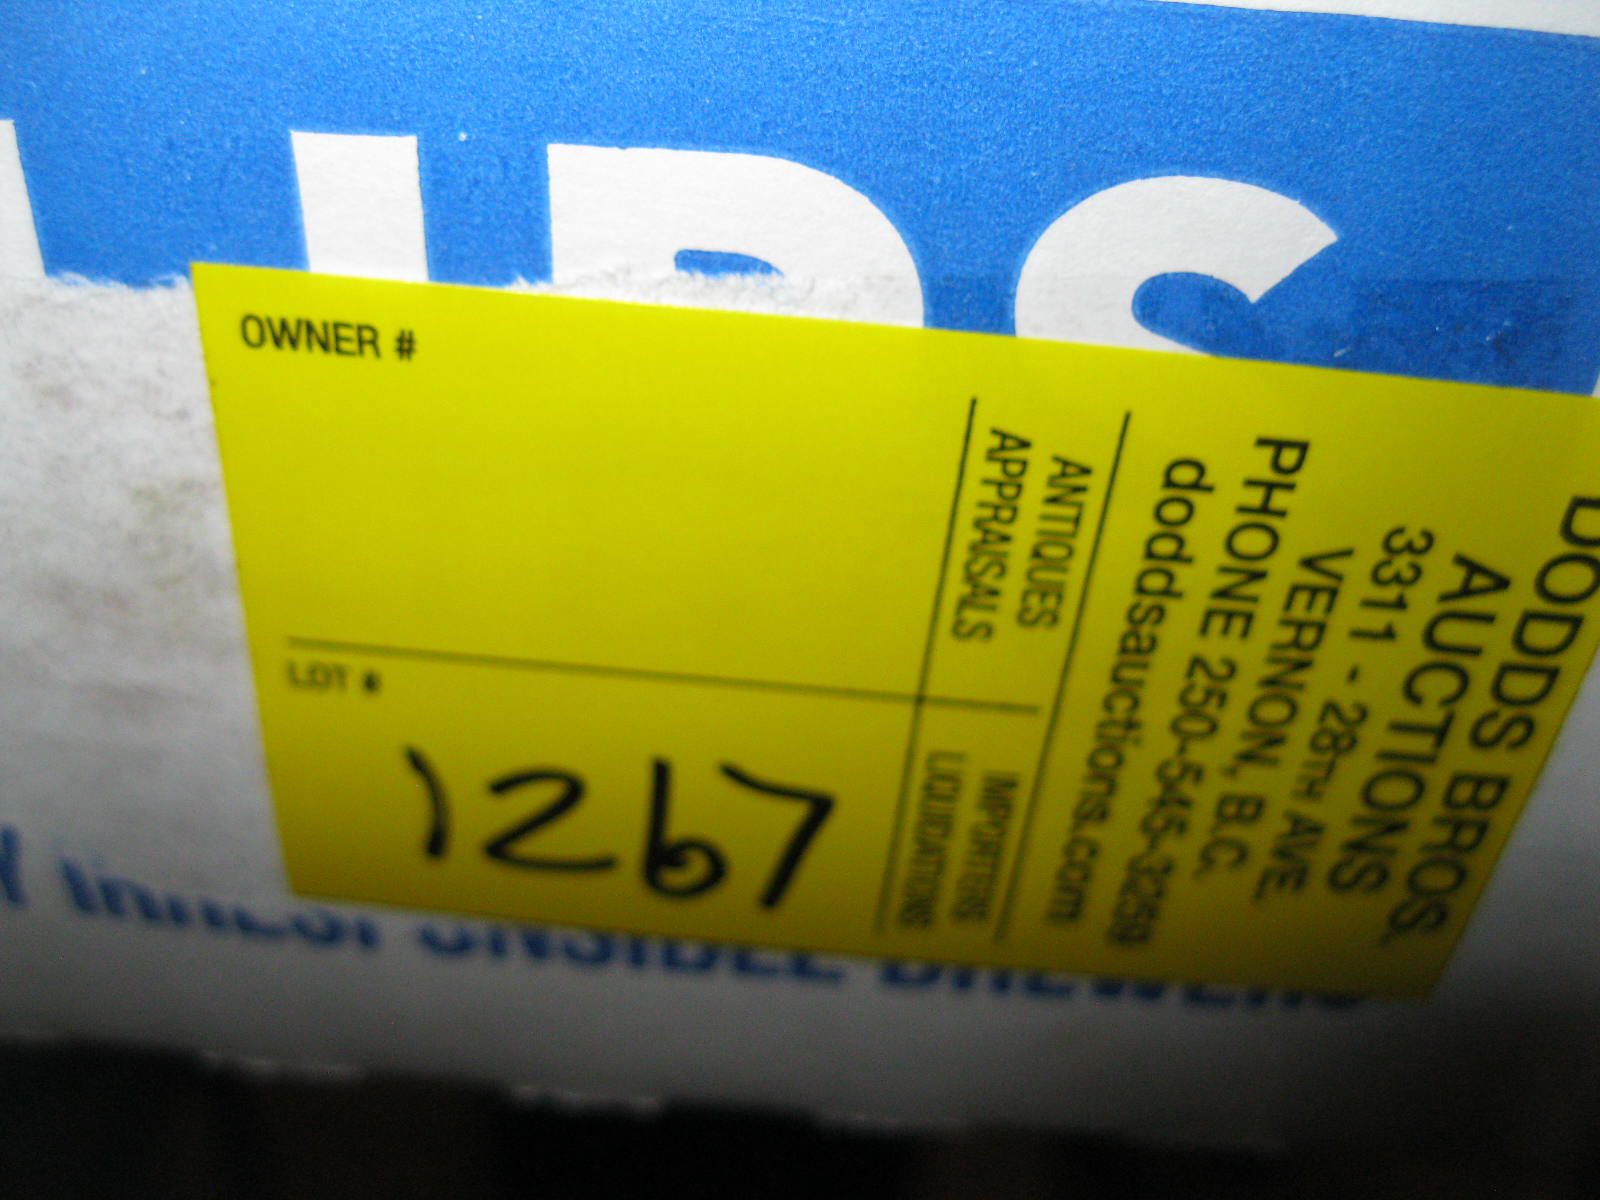 OWNER #
LOT #
1267
DODDS BROS.
AUCTIONS
3311 - 28TH AVE.
VERNON, B.C.
PHONE 250-545-3259
doddsauctions.com
ANTIQUES
APPRAISALS
IMPORTERS
LIQUIDATIONS